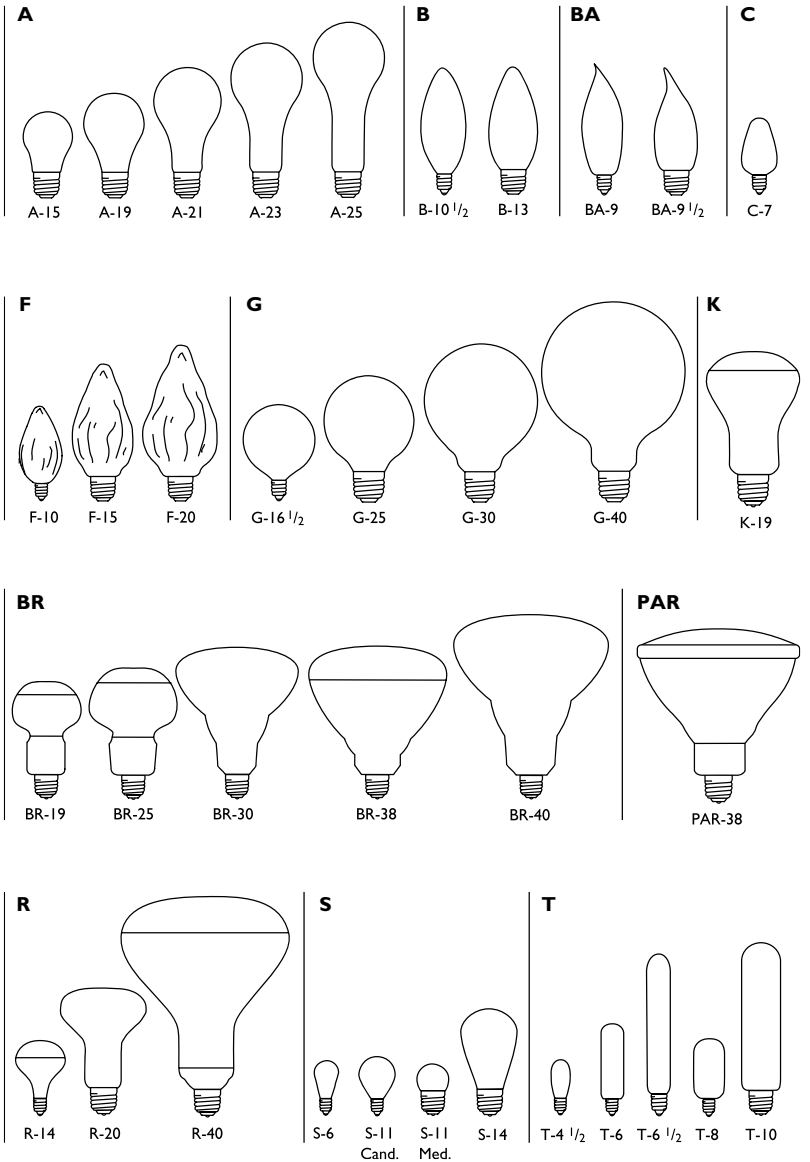 A B BA C
A-15 A-19 A-21 A-23 A-25 B-10 1/2 B-13 BA-9 BA-9 1/2 C-7
F G K
F-10 F-15 F-20 G-16 1/2 G-25 G-30 G-40 K-19
BR PAR
BR-19 BR-25 BR-30 BR-38 BR-40 PAR-38
R S T
R-14 R-20 R-40 S-6 S-11 S-11 S-14 T-4 1/2 T-6 T-6 1/2 T-8 T-10
Cand. Med.